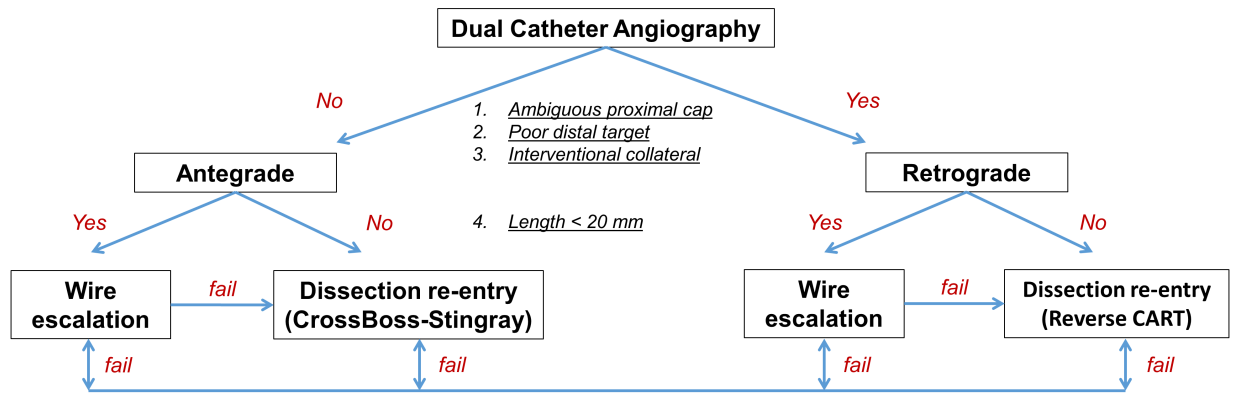 Dual Catheter Angiography
No
Yes
1. Ambiguous proximal cap
2. Poor distal target
3. Interventional collateral
Antegrade
Retrograde
Yes
No
4. Length < 20 mm
Yes
No
Wire
escalation
fail
Dissection re-entry
(CrossBoss-Stingray)
Wire
escalation
fail
Dissection re-entry
(Reverse CART)
fail
fail
fail
fail